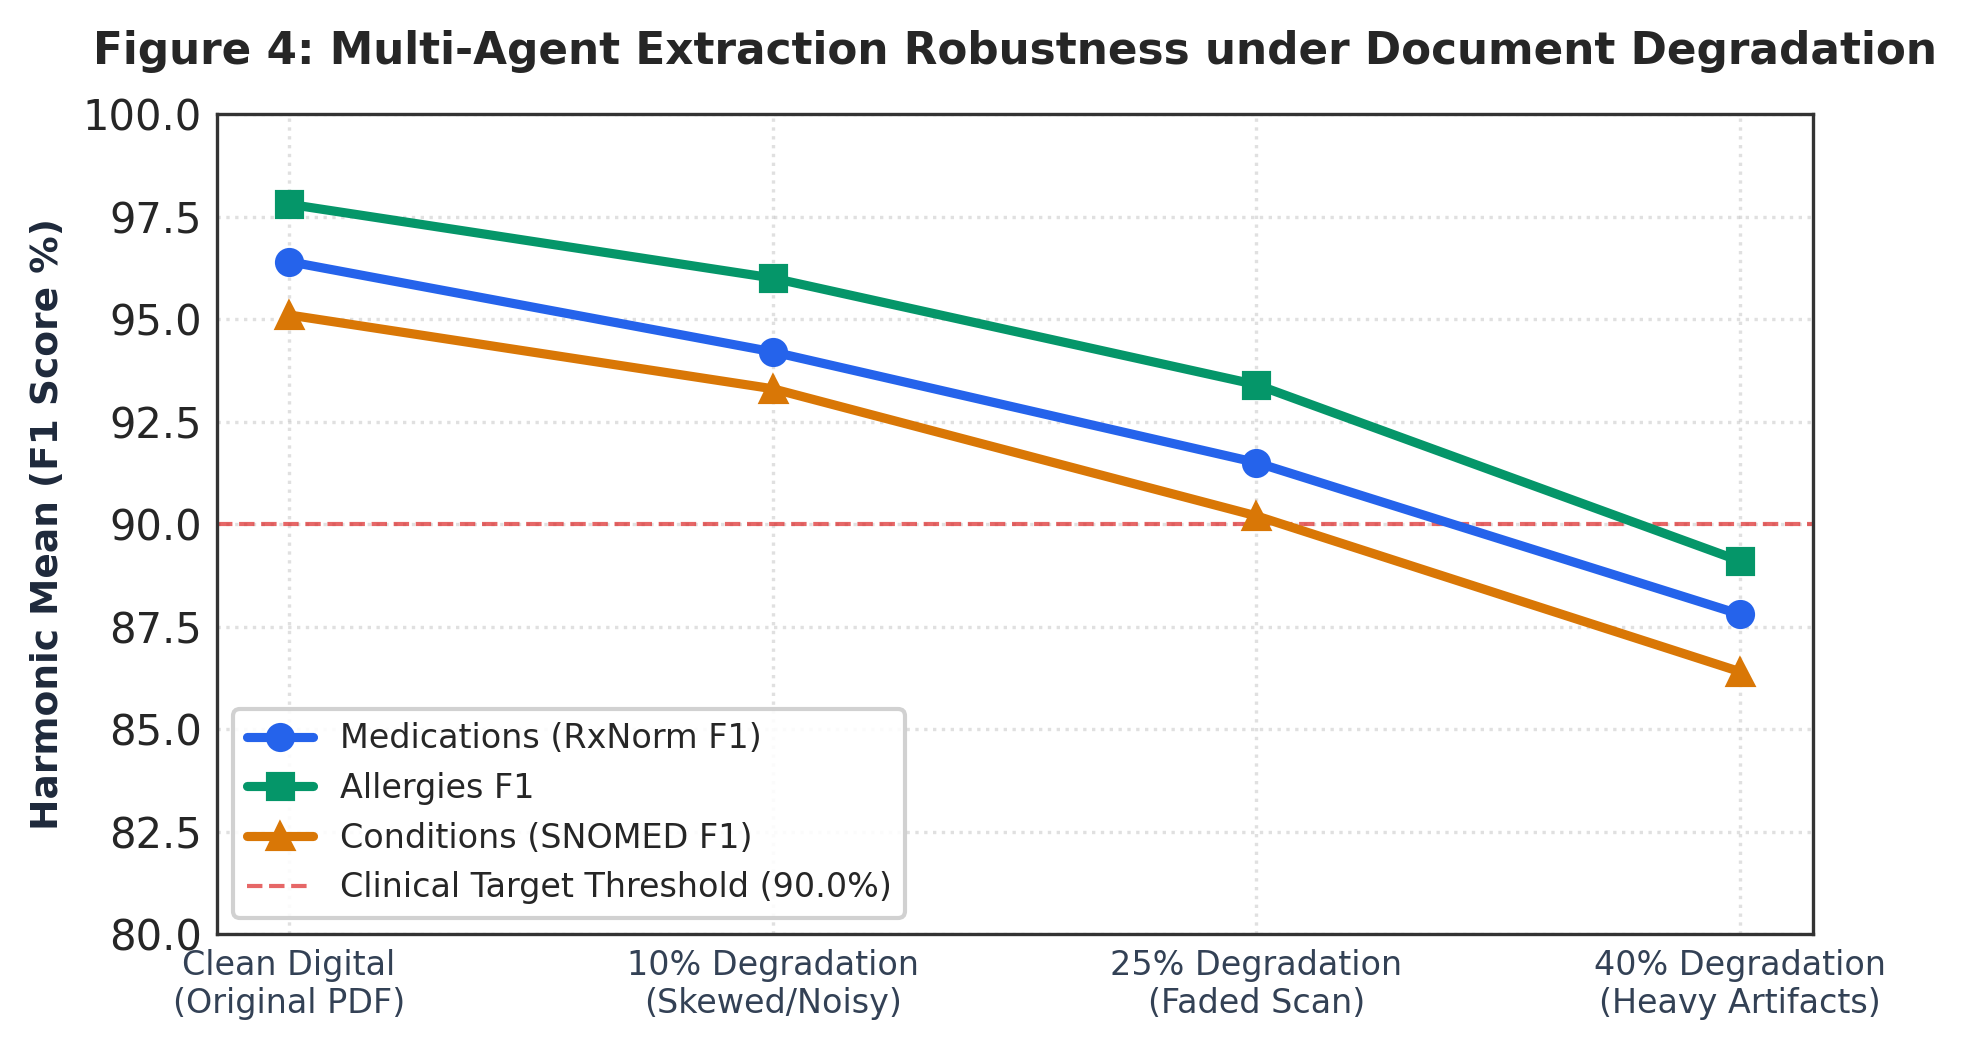 Figure 4: Multi-Agent Extraction Robustness under Document Degradation
Harmonic Mean (F1 Score %)
100.0
97.5
95.0
92.5
90.0
87.5
85.0
82.5
80.0
Medications (RxNorm F1)
Allergies F1
Conditions (SNOMED F1)
Clinical Target Threshold (90.0%)
Clean Digital
(Original PDF)
10% Degradation
(Skewed/Noisy)
25% Degradation
(Faded Scan)
40% Degradation
(Heavy Artifacts)